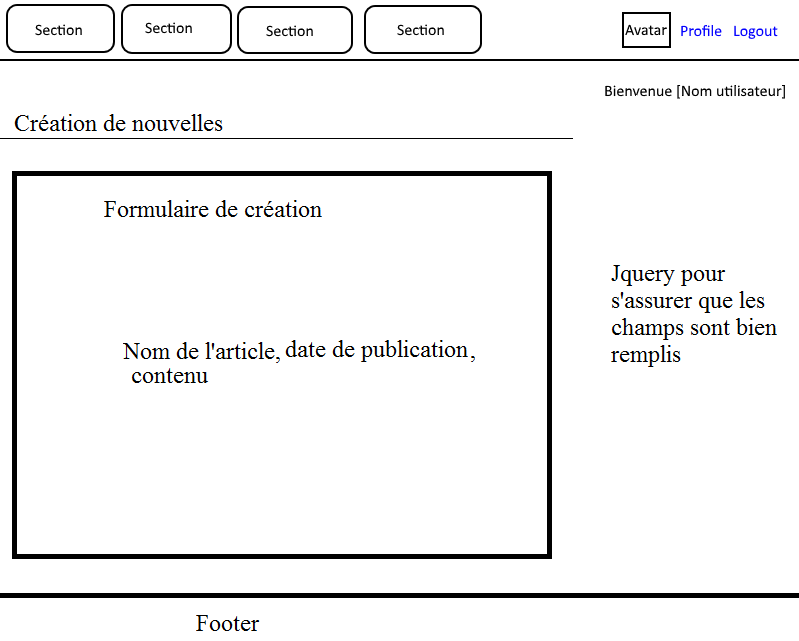 Section Section Section Section Avatar Profile Logout
Bienvenue [Nom utilisateur]
Création de nouvelles
Formulaire de création
Jquery pour
s'assurer que les
champs sont bien
remplis
Nom de l'article, date de publication,
contenu
Footer